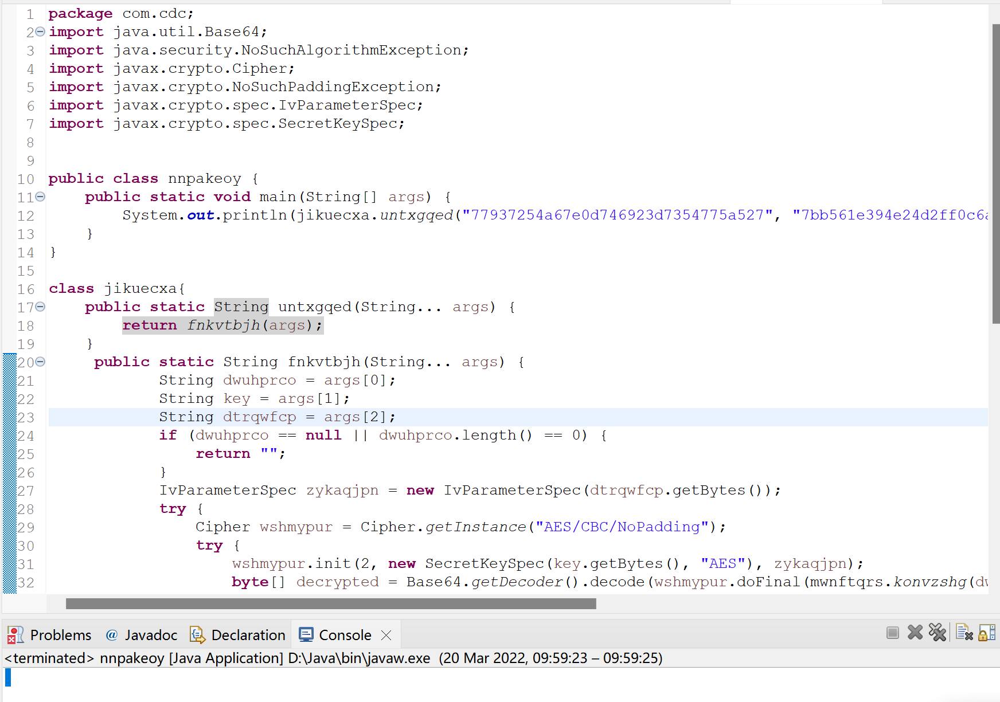 1 package com.cdc;
2 import java.util.Base64;
3 import java.security.NoSuchAlgorithmException;
4 import javax.crypto.Cipher;
5 import javax.crypto.NoSuchPaddingException;
6 import javax.crypto.spec.IvParameterSpec;
7 import javax.crypto.spec.SecretKeySpec;
8
9
10 public class nnpakeoy {
11 public static void main(String[] args) {
12 System.out.println(jikuecxa.untxgqed("77937254a67e0d746923d7354775a527", "7bb561e394e24d2ff0c6a
13 }
14 }
15
16 class jikuecxa{
17 public static String untxgqed(String... args) {
18 return fnkvtbjh(args);
19 }
20 public static String fnkvtbjh(String... args) {
21 String dwuhprco = args[0];
22 String key = args[1];
23 String dtrqwfcp = args[2];
24 if (dwuhprco == null || dwuhprco.length() == 0) {
25 return "";
26 }
27 IvParameterSpec zykaqjpn = new IvParameterSpec(dtrqwfcp.getBytes());
28 try {
29 Cipher wshmypur = Cipher.getInstance("AES/CBC/NoPadding");
30 try {
31 wshmypur.init(2, new SecretKeySpec(key.getBytes(), "AES"), zykaqjpn);
32 byte[] decrypted = Base64.getDecoder().decode(wshmypur.doFinal(mwnftqrs.konvzshg(dw
Problems @ Javadoc Declaration Console
<terminated> nnpakeoy [Java Application] D:\Java\bin\javaw.exe (20 Mar 2022, 09:59:23 – 09:59:25)